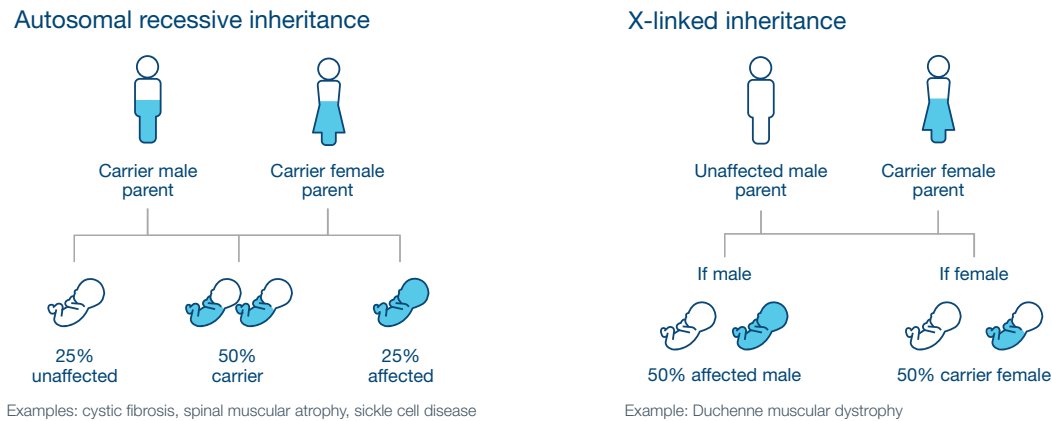 Autosomal recessive inheritance
Carrier male
parent
Carrier female
parent
25%
unaffected
50%
carrier
25%
affected
Examples: cystic fibrosis, spinal muscular atrophy, sickle cell disease
X-linked inheritance
Unaffected male
parent
Carrier female
parent
If male
If female
50% affected male
50% carrier female
Example: Duchenne muscular dystrophy